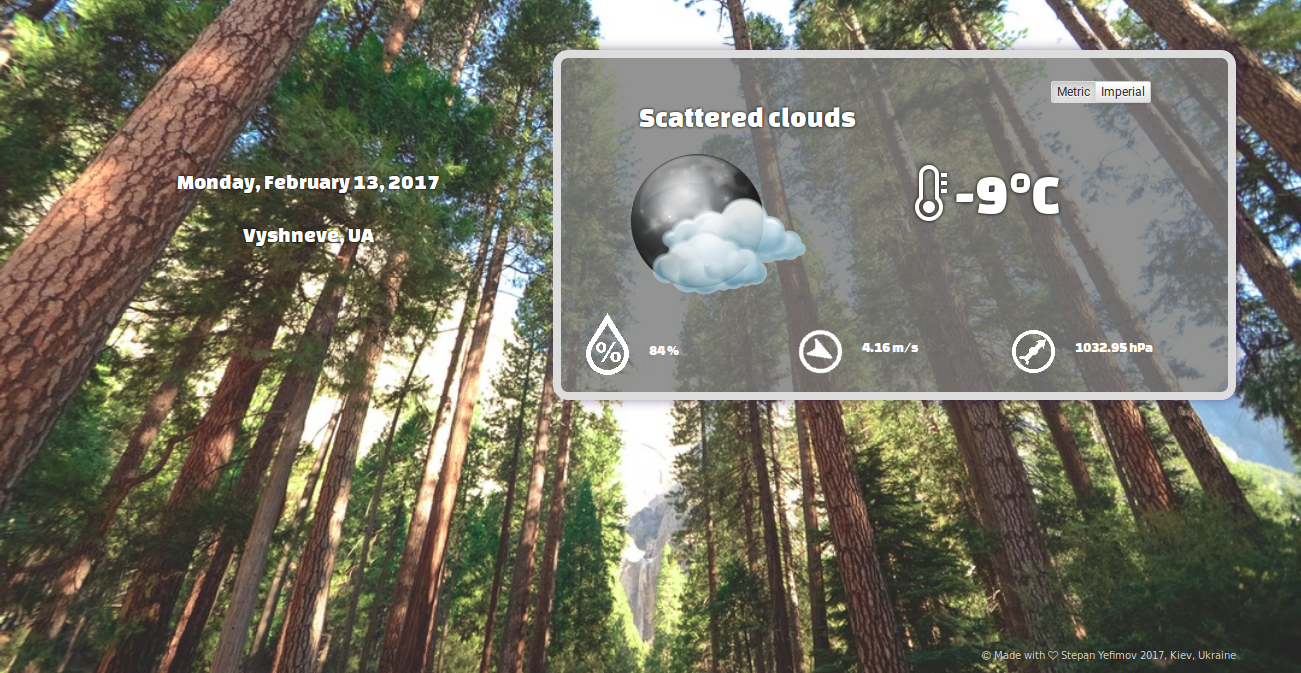 Monday, February 13, 2017
Vyshneve, UA
Metric Imperial
Scattered clouds
-9°C
%
84 %
4.16 m/s
1032.95 hPa
© Made with ♡ Stepan Yefimov 2017, Kiev, Ukraine